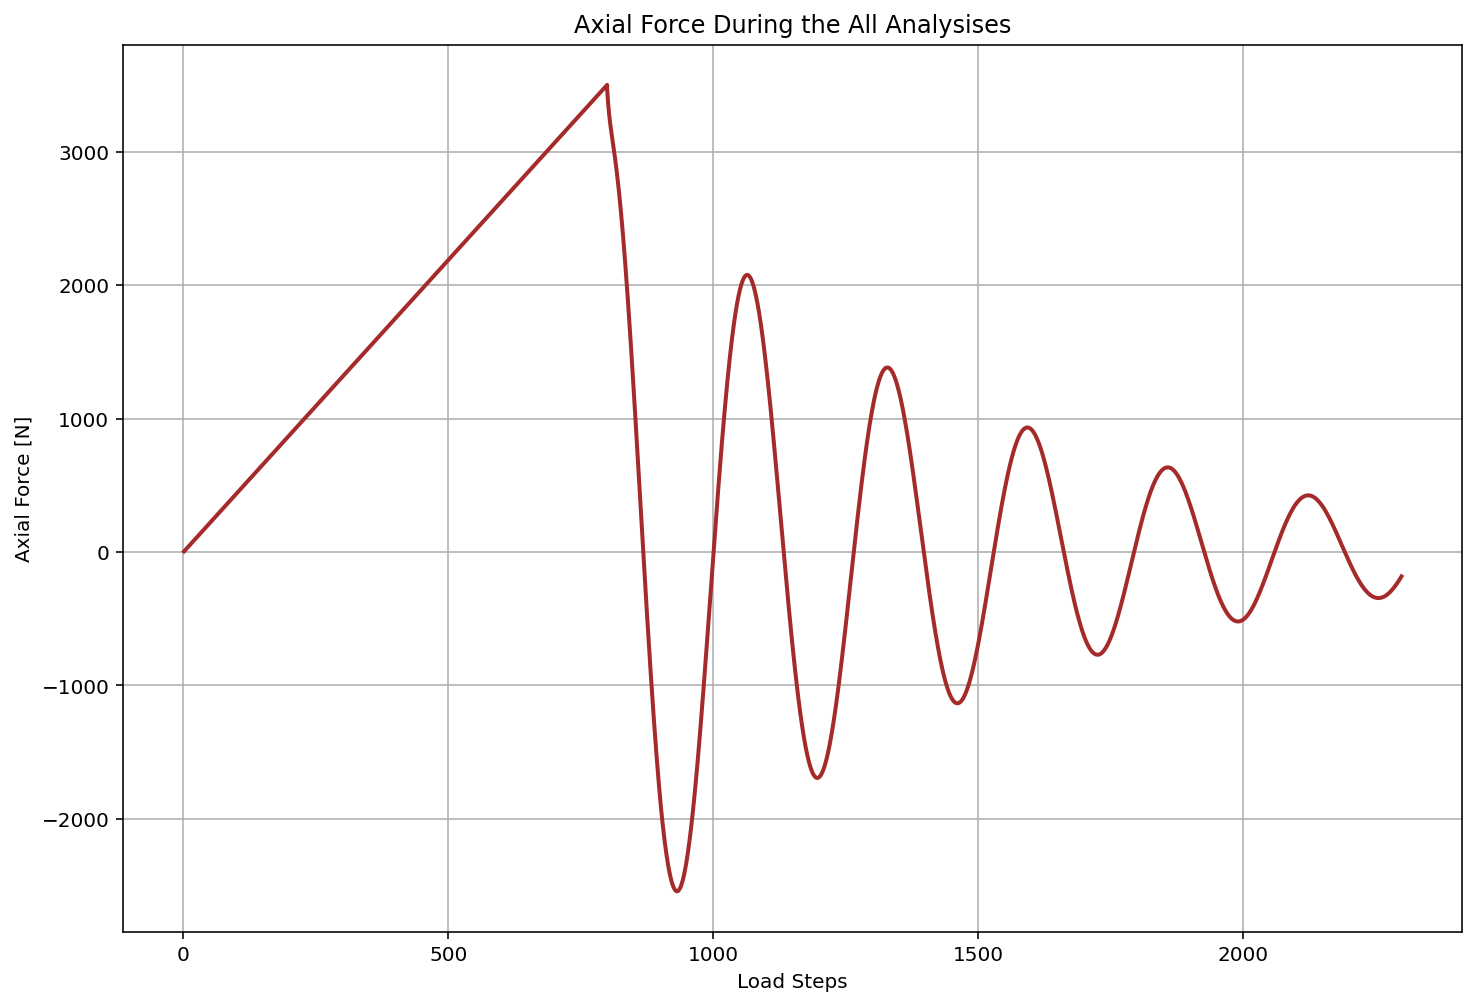 Axial Force During the All Analysises
Axial Force [N]
3000
2000
1000
0
−1000
−2000
0 500 1000 1500 2000
Load Steps